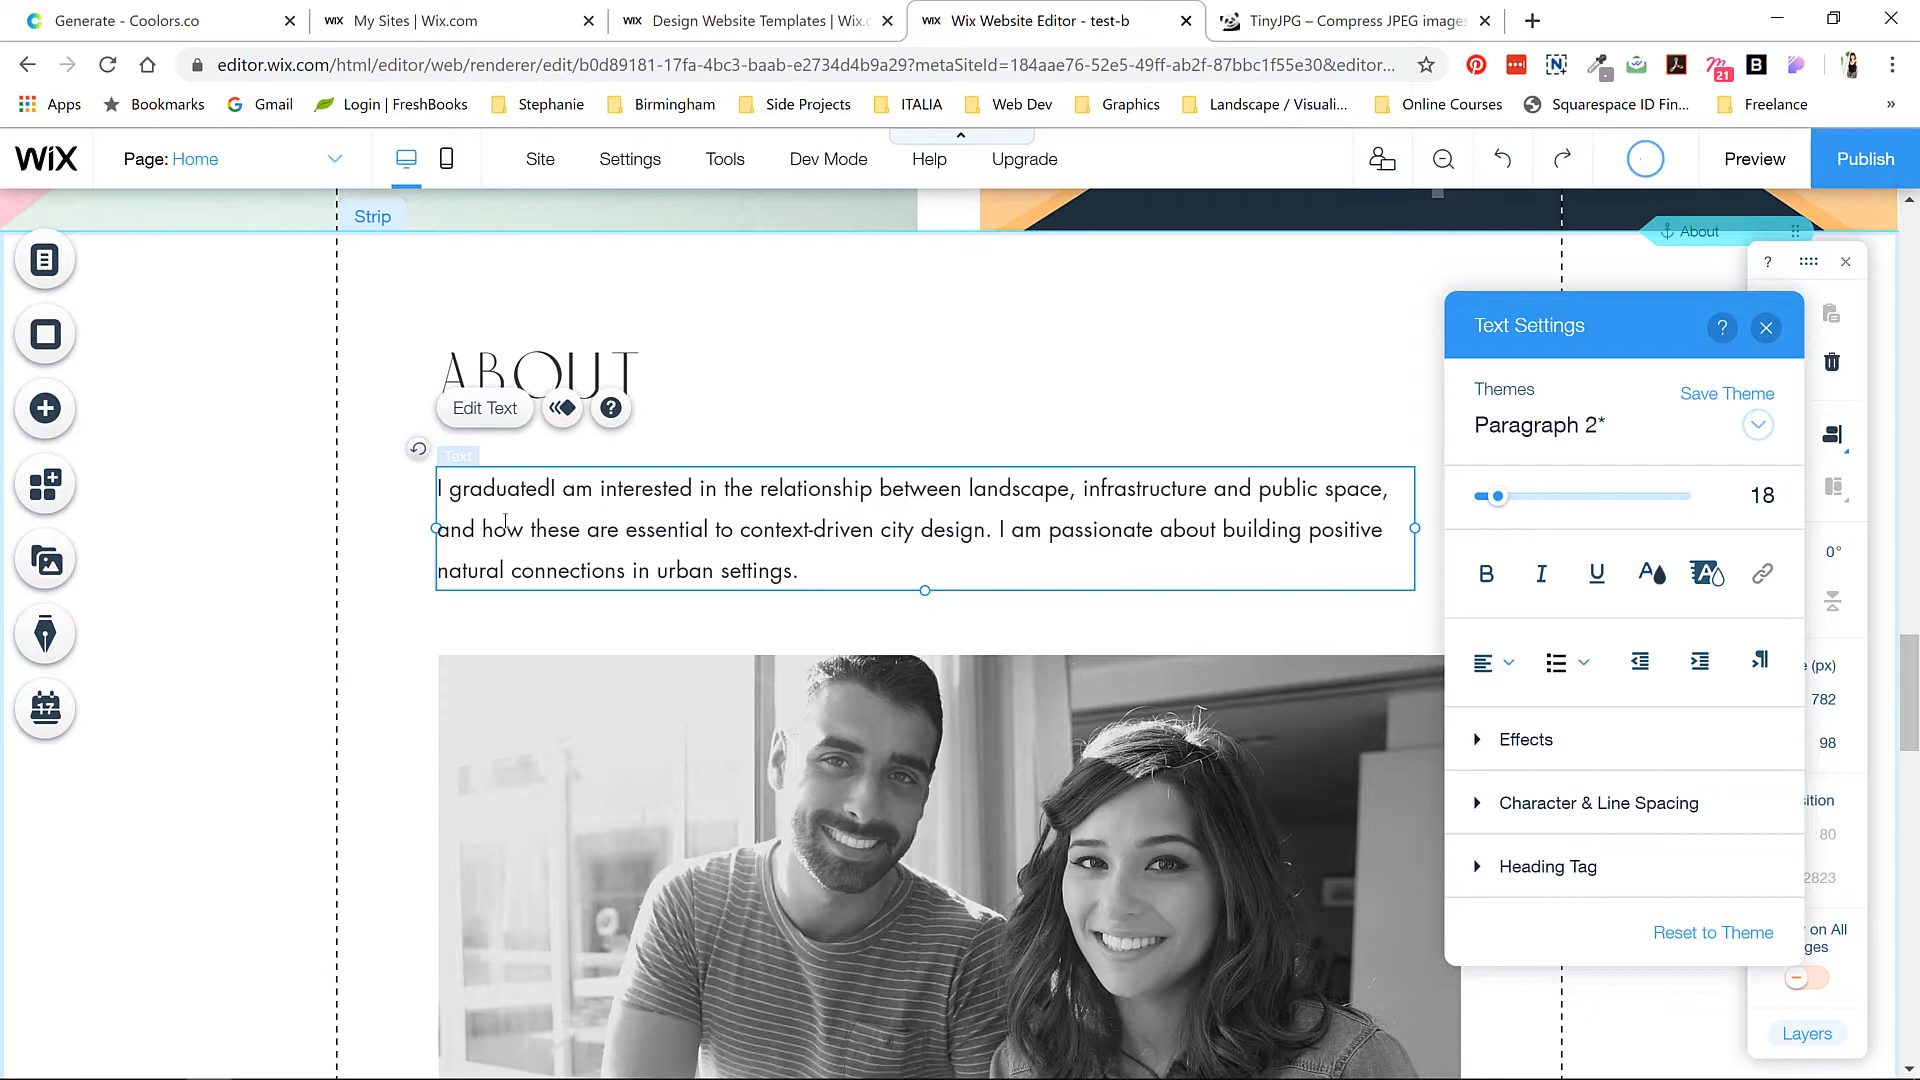 Generate - Coolors.co
WIX My Sites | Wix.com
WIX Design Website Templates | Wix.c
WIX Wix Website Editor - test-b
TinyJPG – Compress JPEG images
editor.wix.com/html/editor/web/renderer/edit/b0d89181-17fa-4bc3-baab-e2734d4b9a29?metaSiteId=184aae76-52e5-49ff-ab2f-87bbc1f55e30&editor...
21
B
Apps
Bookmarks
Gmail
Login | FreshBooks
Stephanie
Birmingham
Side Projects
ITALIA
Web Dev
Graphics
Landscape / Visuali...
Online Courses
Squarespace ID Fin...
Freelance
»
WiX
Page: Home
Site
Settings
Tools
Dev Mode
Help
Upgrade
Preview
Publish
Strip
About
?
Text Settings
?
ABOUT
Edit Text
?
Themes
Save Theme
Paragraph 2*
Text
I graduatedI am interested in the relationship between landscape, infrastructure and public space,
and how these are essential to context-driven city design. I am passionate about building positive
natural connections in urban settings.
18
B
I
U
A
A
0°
e (px)
782
98
17
Effects
Character & Line Spacing
Heading Tag
Reset to Theme
ition
80
2823
on All
ges
Layers